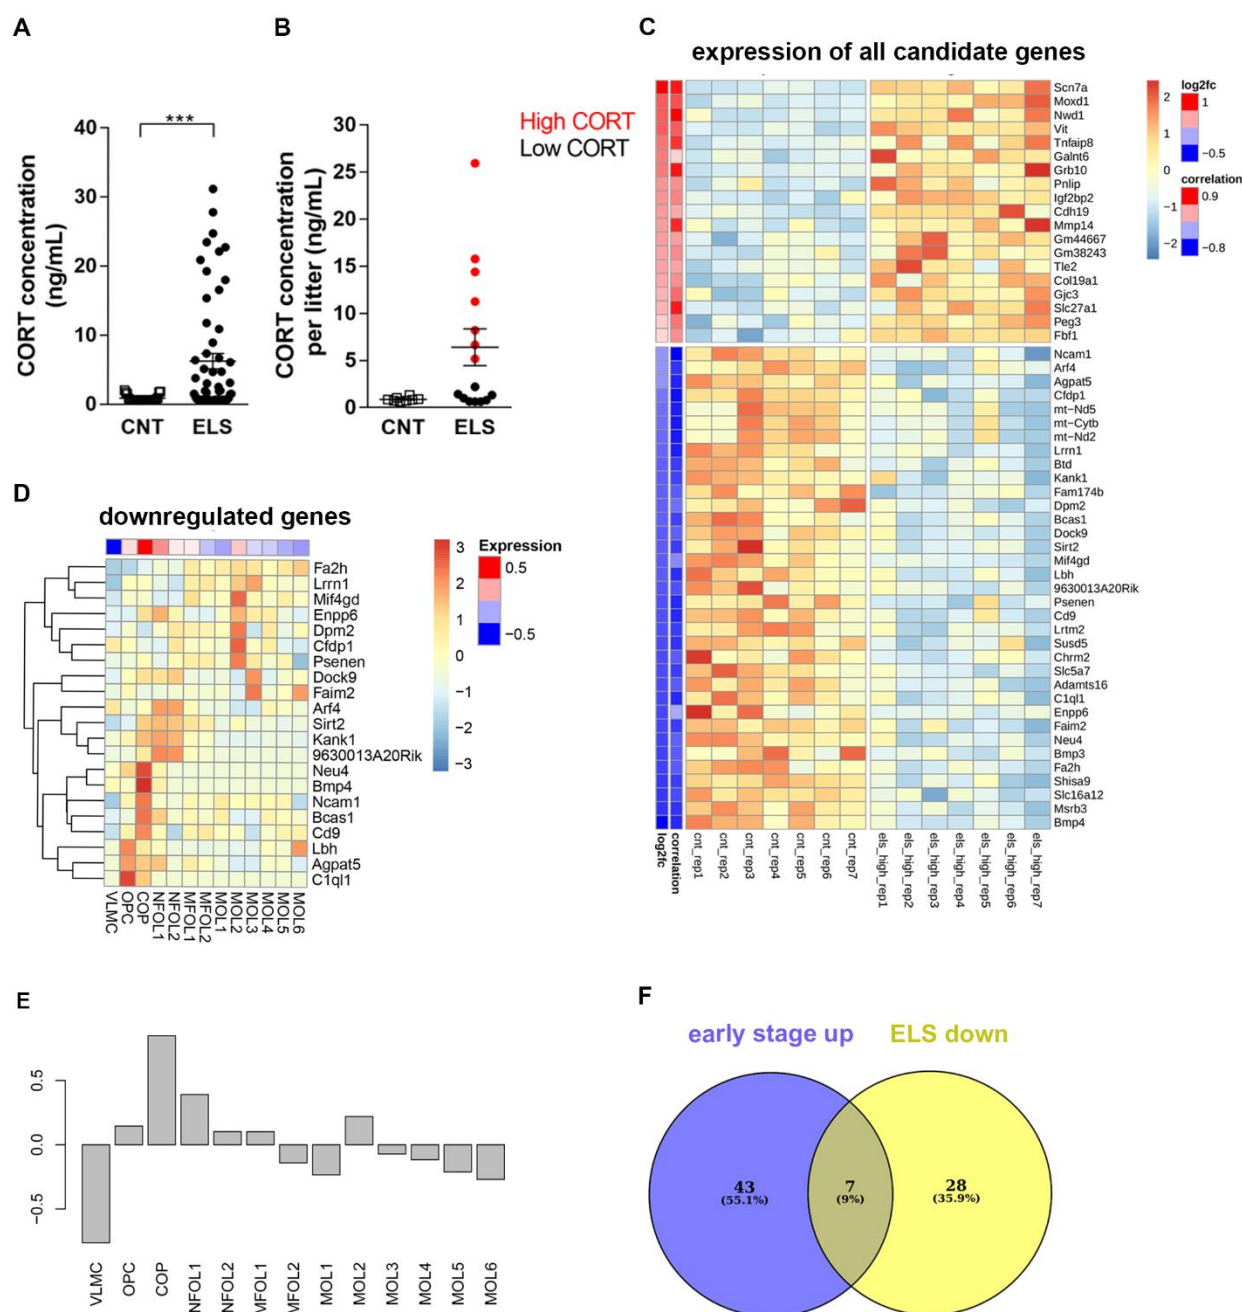 A
B
C
expression of all candidate genes
***
CORT concentration
(ng/mL)
40
30
20
10
0
CNT
ELS
CORT concentration
per litter (ng/mL)
30
25
20
15
10
5
0
CNT
ELS
High CORT
Low CORT
Scn7a
Moxd1
Nwd1
Vit
Tnfaip8
Galnt6
Grb10
Pnlip
Igf2bp2
Cdh19
Mmp14
Gm44667
Gm38243
Tle2
Col19a1
Gjc3
Slc27a1
Peg3
Fbf1
Ncam1
Arf4
Agpat5
Cfdp1
mt-Nd5
mt-Cytb
mt-Nd2
Lrrn1
Btd
Kank1
Fam174b
Dpm2
Bcas1
Dock9
Sirt2
Mif4gd
Lbh
9630013A20Rik
Psenen
Cd9
Lrtm2
Susd5
Chrm2
Slc5a7
Adamts16
C1ql1
Enpp6
Faim2
Neu4
Bmp3
Fa2h
Shisa9
Slc16a12
Msrb3
Bmp4
log2fc
correlation
cnt_rep1
cnt_rep2
cnt_rep3
cnt_rep4
cnt_rep5
cnt_rep6
cnt_rep7
els_high_rep1
els_high_rep2
els_high_rep3
els_high_rep4
els_high_rep5
els_high_rep6
els_high_rep7
2
1
0
−1
−2
log2fc
1
−0.5
correlation
0.9
−0.8
D
downregulated genes
Fa2h
Lrrn1
Mif4gd
Enpp6
Dpm2
Cfdp1
Psenen
Dock9
Faim2
Arf4
Sirt2
Kank1
9630013A20Rik
Neu4
Bmp4
Ncam1
Bcas1
Cd9
Lbh
Agpat5
C1ql1
VLMC
OPC
COP
NFOL1
NFOL2
MFOL1
MFOL2
MOL1
MOL2
MOL3
MOL4
MOL5
MOL6
3
2
1
0
−1
−2
−3
Expression
0.5
−0.5
E
0.5
0.0
−0.5
VLMC
OPC
COP
NFOL1
NFOL2
MFOL1
MFOL2
MOL1
MOL2
MOL3
MOL4
MOL5
MOL6
F
early stage up
ELS down
43
(55.1%)
7
(9%)
28
(35.9%)